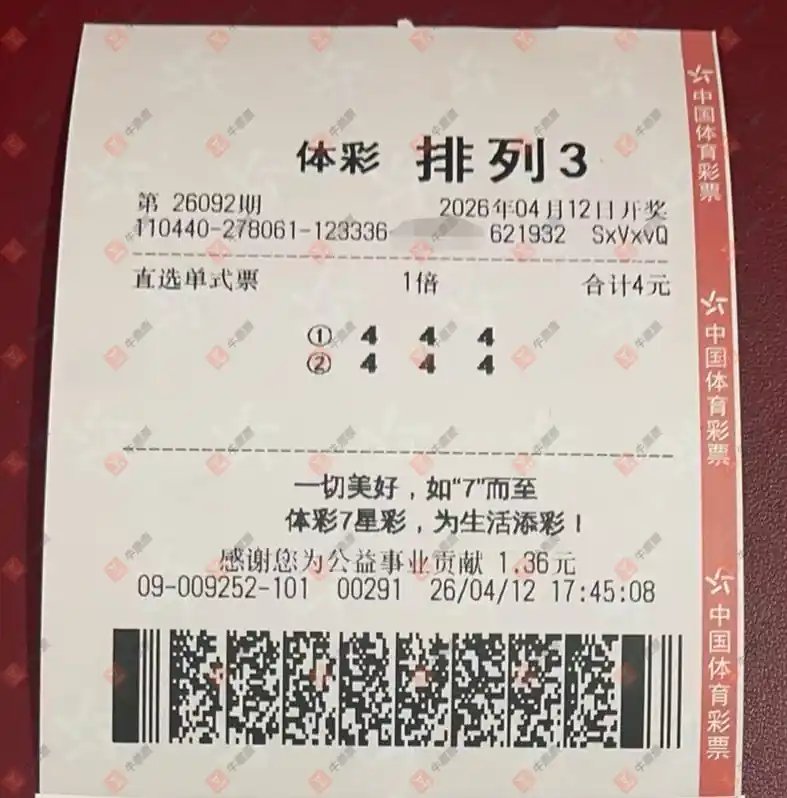 体彩 排列3
第 26092期 2026年04月12日开奖
110440-278061-123336 621932 SxVxvQ
直选单式票 1倍 合计4元
① 4 4 4
② 4 4 4
一切美好，如“7”而至
体彩7星彩，为生活添彩！
感谢您为公益事业贡献 1.36元
09-009252-101 00291 26/04/12 17:45:08
中国体育彩票
中国体育彩票
中国体育彩票